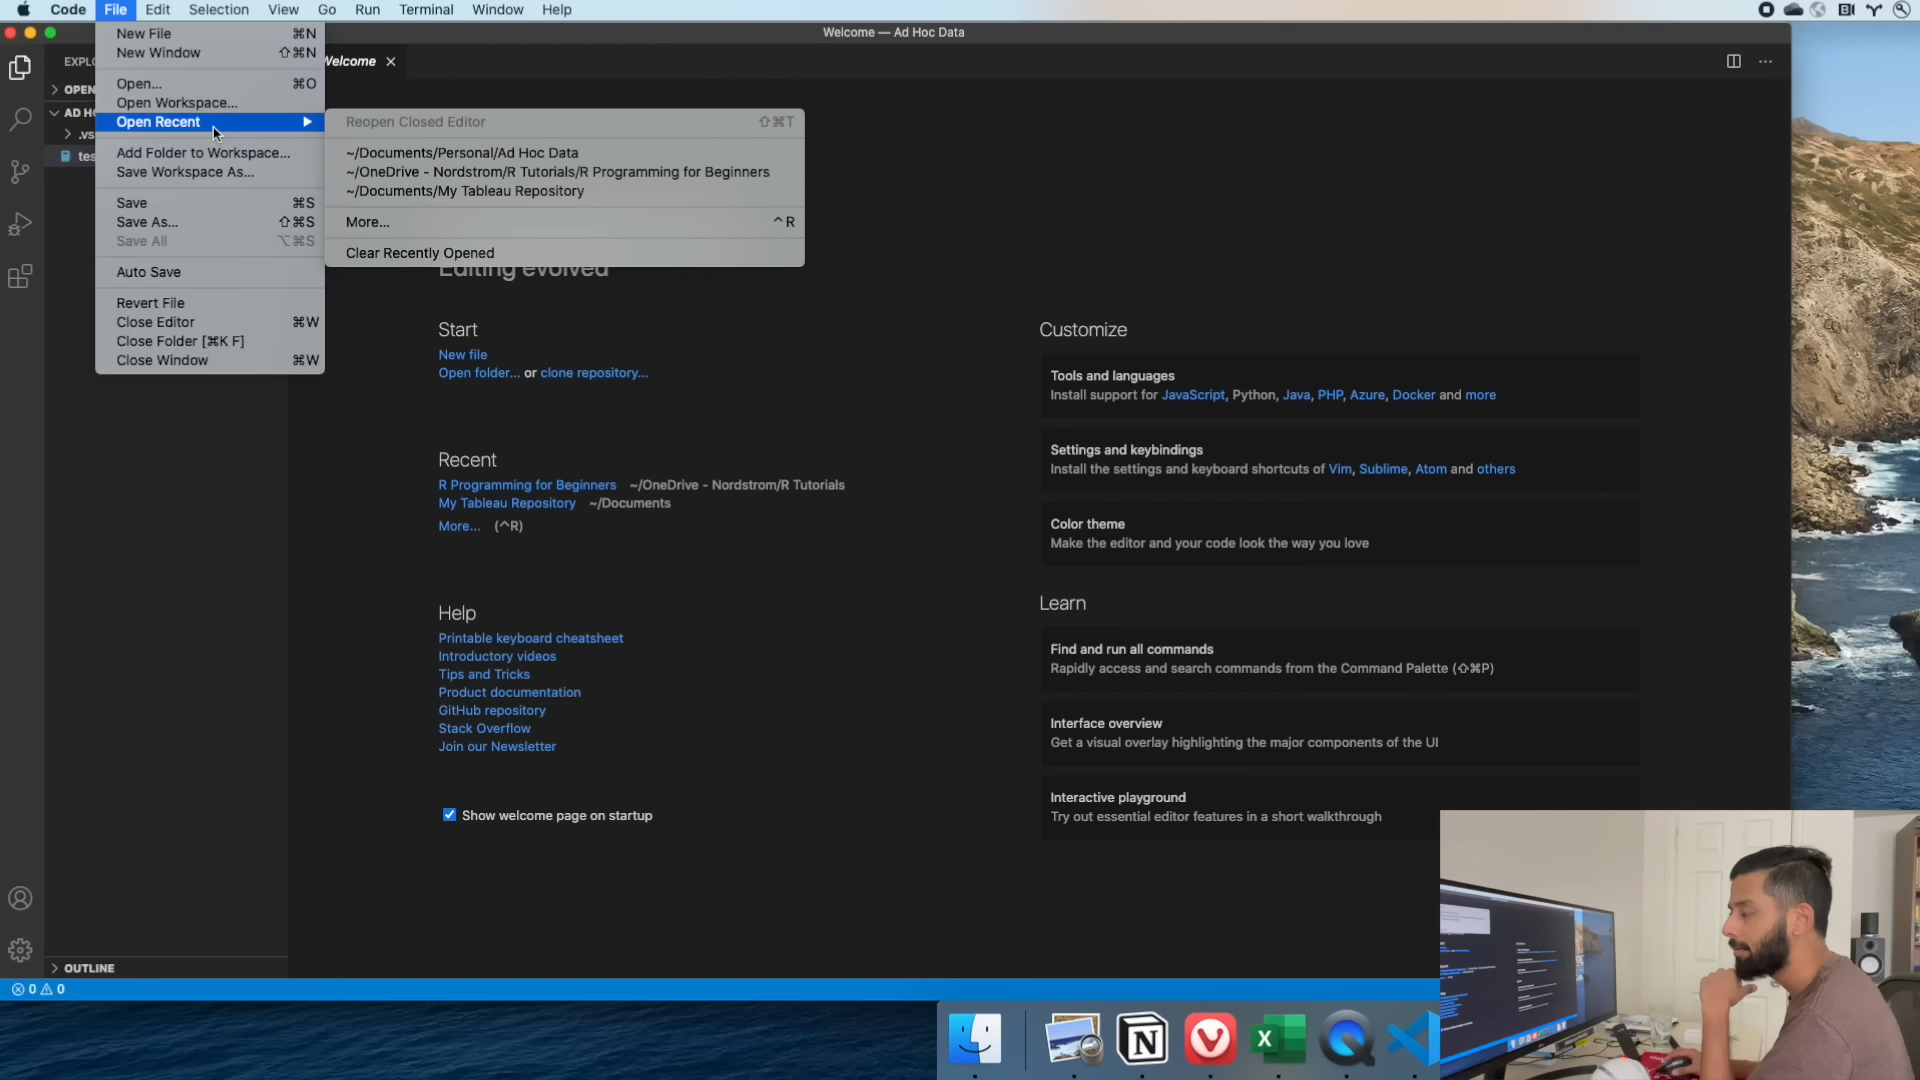 Code File Edit Selection View Go Run Terminal Window Help
Welcome — Ad Hoc Data
New File ⌘N
New Window ⇧⌘N
Open... ⌘O
Open Workspace...
Open Recent
Add Folder to Workspace...
Save Workspace As...
Save ⌘S
Save As... ⇧⌘S
Save All ⌥⌘S
Auto Save
Revert File
Close Editor ⌘W
Close Folder [⌘K F]
Close Window ⌘W
Reopen Closed Editor ⇧⌘T
~/Documents/Personal/Ad Hoc Data
~/OneDrive - Nordstrom/R Tutorials/R Programming for Beginners
~/Documents/My Tableau Repository
More... ^R
Clear Recently Opened
EXPLO
Welcome
OPEN
AD HO
.vs
tes
Editing evolved
Start
New file
Open folder... or clone repository...
Recent
R Programming for Beginners ~/OneDrive - Nordstrom/R Tutorials
My Tableau Repository ~/Documents
More... (^R)
Help
Printable keyboard cheatsheet
Introductory videos
Tips and Tricks
Product documentation
GitHub repository
Stack Overflow
Join our Newsletter
Show welcome page on startup
Customize
Tools and languages
Install support for JavaScript, Python, Java, PHP, Azure, Docker and more
Settings and keybindings
Install the settings and keyboard shortcuts of Vim, Sublime, Atom and others
Color theme
Make the editor and your code look the way you love
Learn
Find and run all commands
Rapidly access and search commands from the Command Palette (⇧⌘P)
Interface overview
Get a visual overlay highlighting the major components of the UI
Interactive playground
Try out essential editor features in a short walkthrough
OUTLINE
0 0